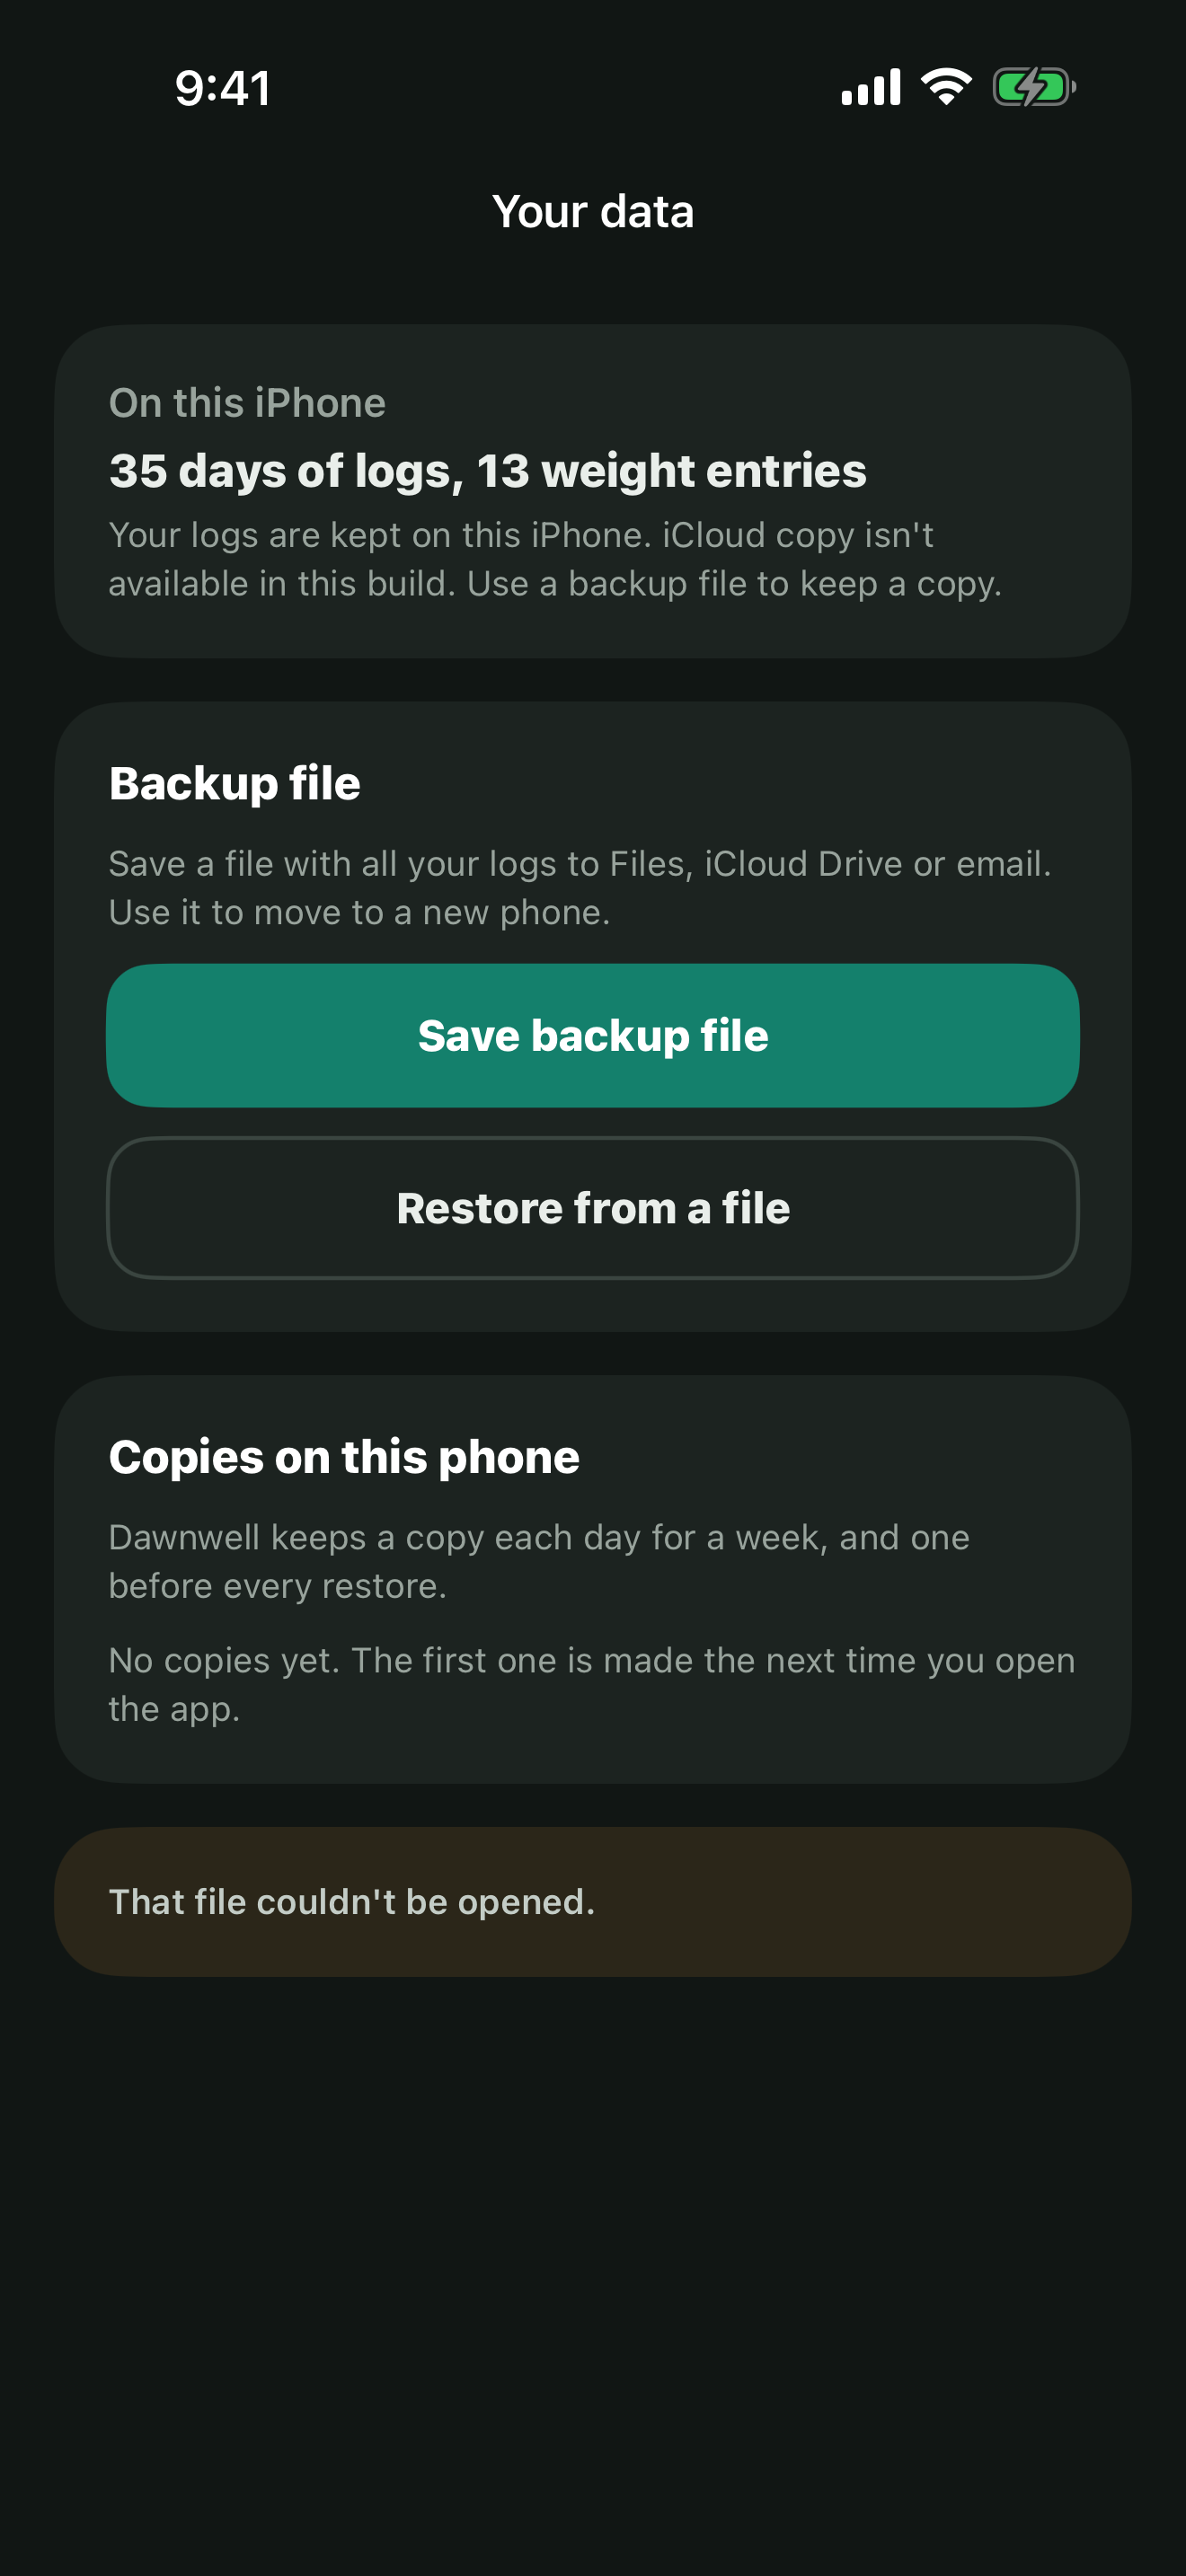 9:41
Your data
On this iPhone
35 days of logs, 13 weight entries
Your logs are kept on this iPhone. iCloud copy isn't
available in this build. Use a backup file to keep a copy.
Backup file
Save a file with all your logs to Files, iCloud Drive or email.
Use it to move to a new phone.
Save backup file
Restore from a file
Copies on this phone
Dawnwell keeps a copy each day for a week, and one
before every restore.
No copies yet. The first one is made the next time you open
the app.
That file couldn't be opened.